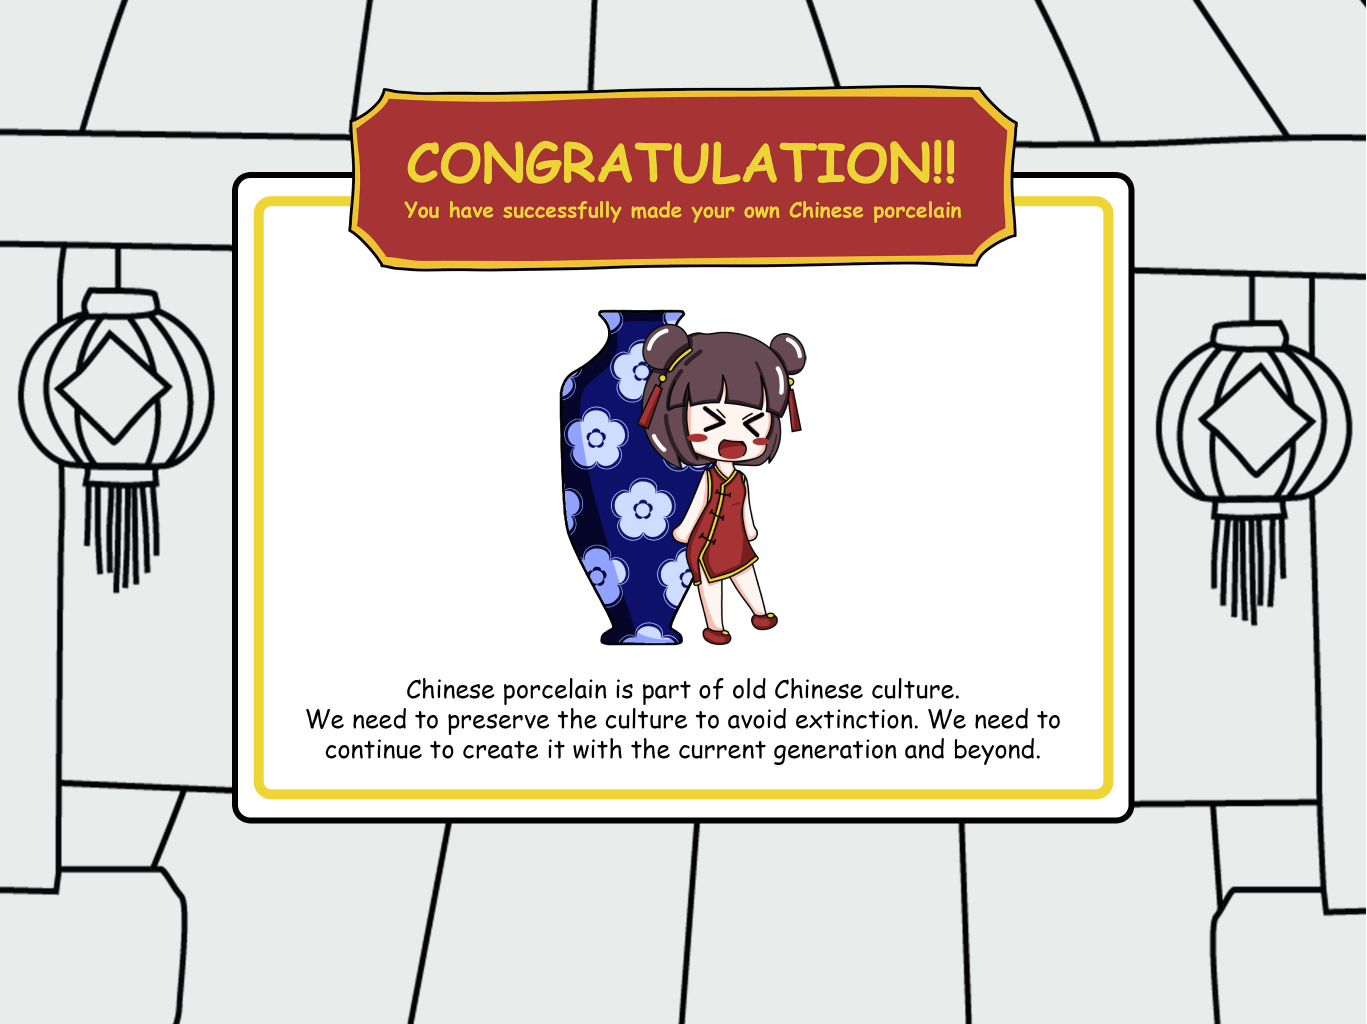 CONGRATULATION!!
You have successfully made your own Chinese porcelain
Chinese porcelain is part of old Chinese culture.
We need to preserve the culture to avoid extinction. We need to
continue to create it with the current generation and beyond.